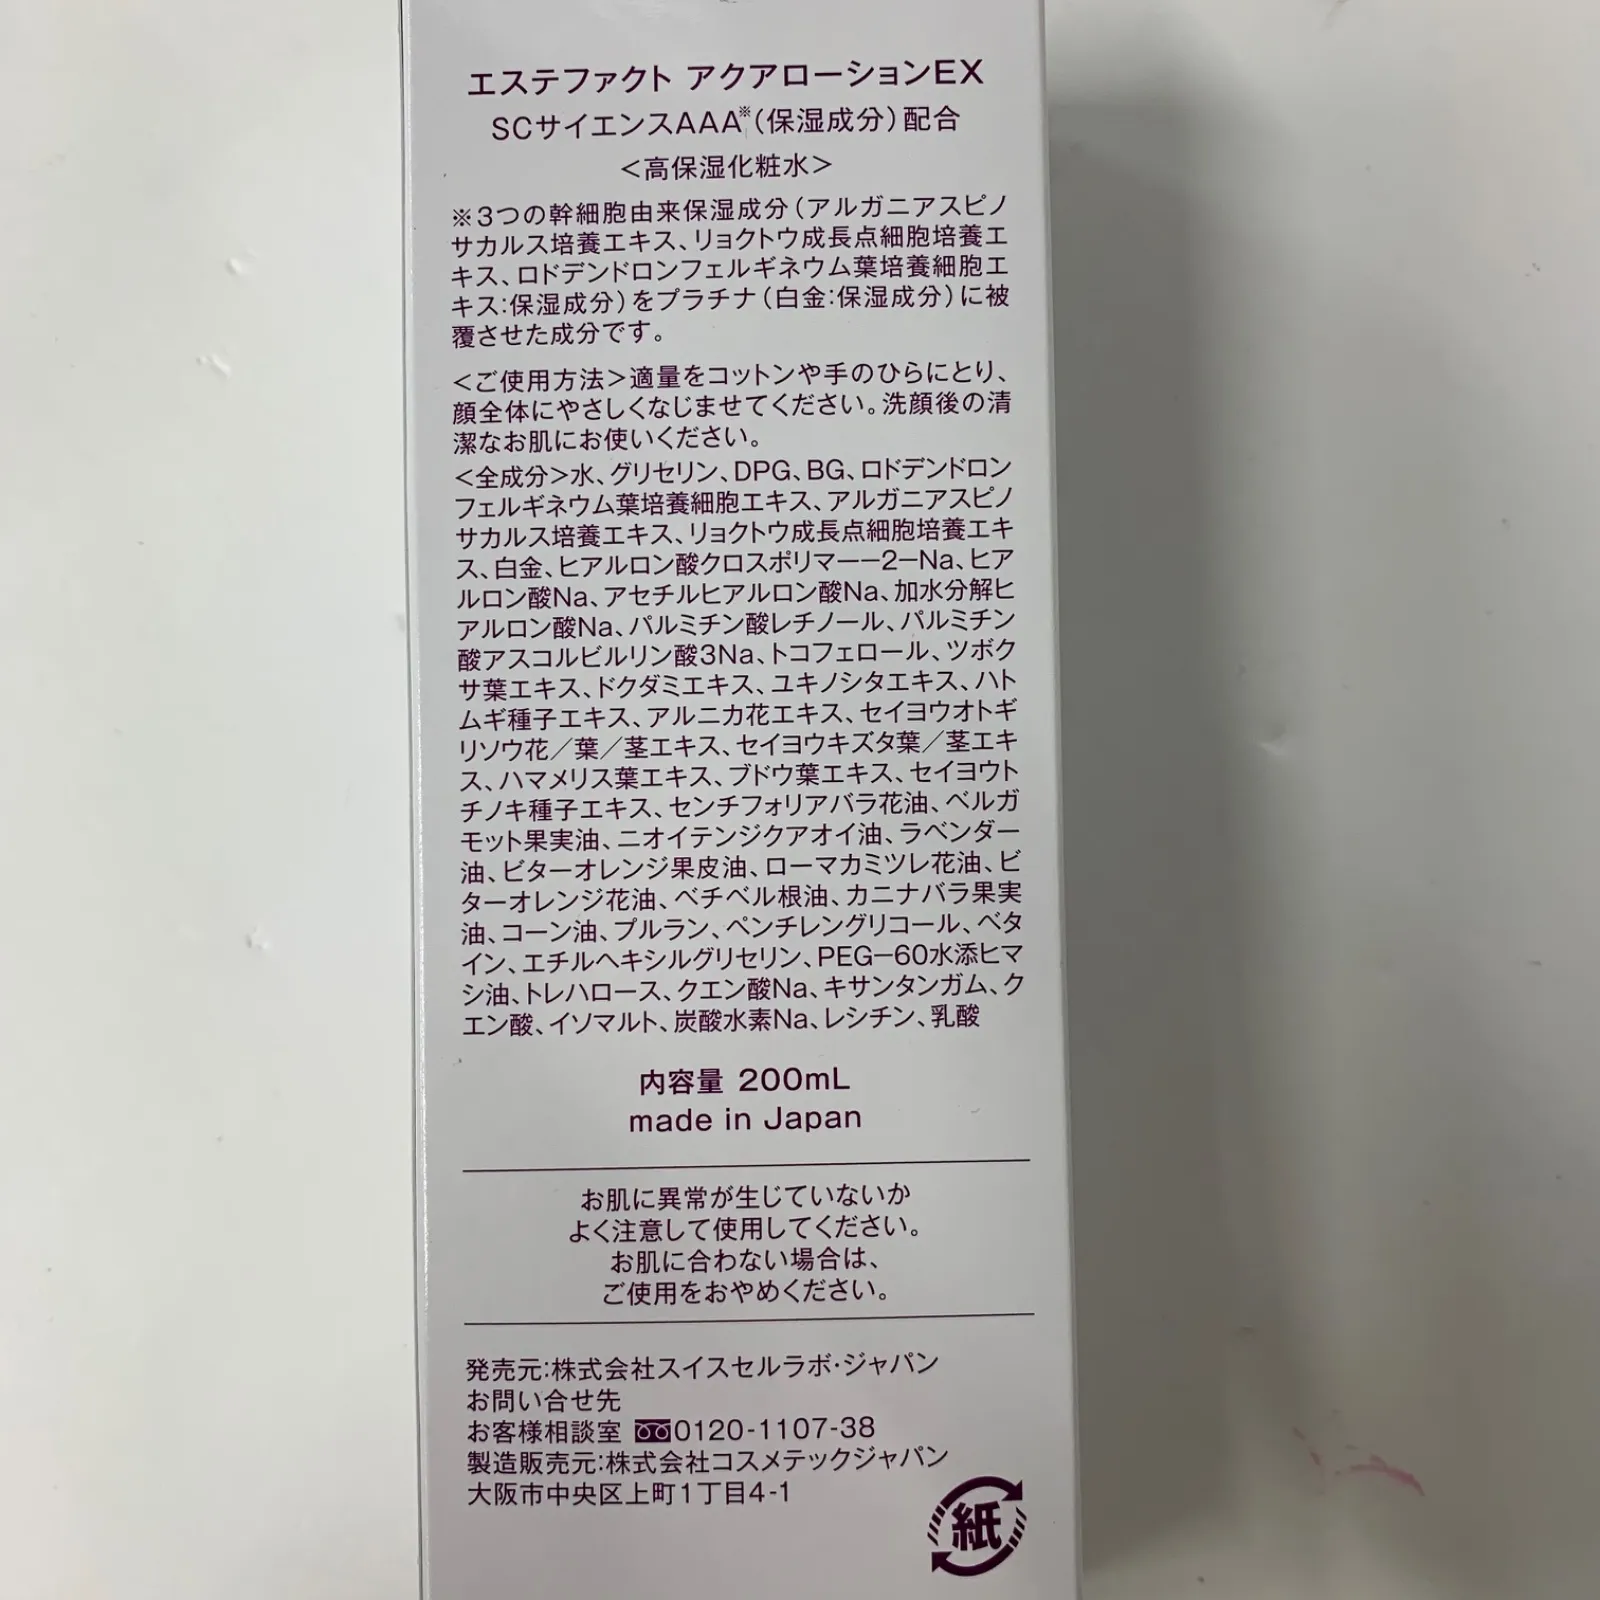 エステファクト アクアローションEX
SCサイエンスAAA※(保湿成分)配合
＜高保湿化粧水＞
※3つの幹細胞由来保湿成分(アルガニアスピノ
サカルス培養エキス、リョクトウ成長点細胞培養エ
キス、ロドデンドロンフェルギネウム葉培養細胞エ
キス:保湿成分)をプラチナ(白金:保湿成分)に被
覆させた成分です。
＜ご使用方法＞適量をコットンや手のひらにとり、
顔全体にやさしくなじませてください。洗顔後の清
潔なお肌にお使いください。
＜全成分＞水、グリセリン、DPG、BG、ロドデンドロン
フェルギネウム葉培養細胞エキス、アルガニアスピノ
サカルス培養エキス、リョクトウ成長点細胞培養エキ
ス、白金、ヒアルロン酸クロスポリマー−2−Na、ヒア
ルロン酸Na、アセチルヒアルロン酸Na、加水分解ヒ
アルロン酸Na、パルミチン酸レチノール、パルミチン
酸アスコルビルリン酸3Na、トコフェロール、ツボク
サ葉エキス、ドクダミエキス、ユキノシタエキス、ハト
ムギ種子エキス、アルニカ花エキス、セイヨウオトギ
リソウ花／葉／茎エキス、セイヨウキズタ葉／茎エキ
ス、ハマメリス葉エキス、ブドウ葉エキス、セイヨウト
チノキ種子エキス、センチフォリアバラ花油、ベルガ
モット果実油、ニオイテンジクアオイ油、ラベンダー
油、ビターオレンジ果皮油、ローマカミツレ花油、ビ
ターオレンジ花油、ベチベル根油、カニナバラ果実
油、コーン油、プルラン、ペンチレングリコール、ベタ
イン、エチルヘキシルグリセリン、PEG−60水添ヒマ
シ油、トレハロース、クエン酸Na、キサンタンガム、ク
エン酸、イソマルト、炭酸水素Na、レシチン、乳酸
内容量 200mL
made in Japan
お肌に異常が生じていないか
よく注意して使用してください。
お肌に合わない場合は、
ご使用をおやめください。
発売元:株式会社スイスセルラボ・ジャパン
お問い合せ先
お客様相談室 0120-1107-38
製造販売元:株式会社コスメテックジャパン
大阪市中央区上町1丁目4-1
紙